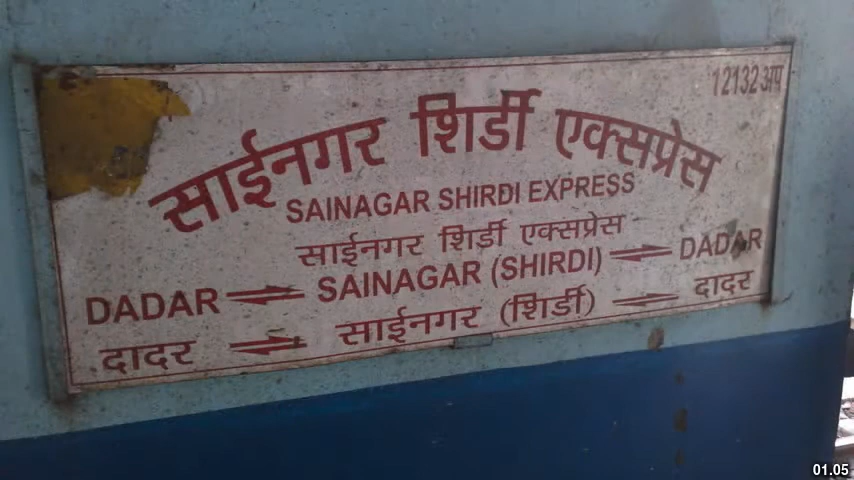 12132 अप
साईनगर शिर्डी एक्सप्रेस
SAINAGAR SHIRDI EXPRESS
साईनगर शिर्डी एक्सप्रेस
DADAR ⇌ SAINAGAR (SHIRDI) ⇌ DADAR
दादर ⇌ साईनगर (शिर्डी) ⇌ दादर
01.05